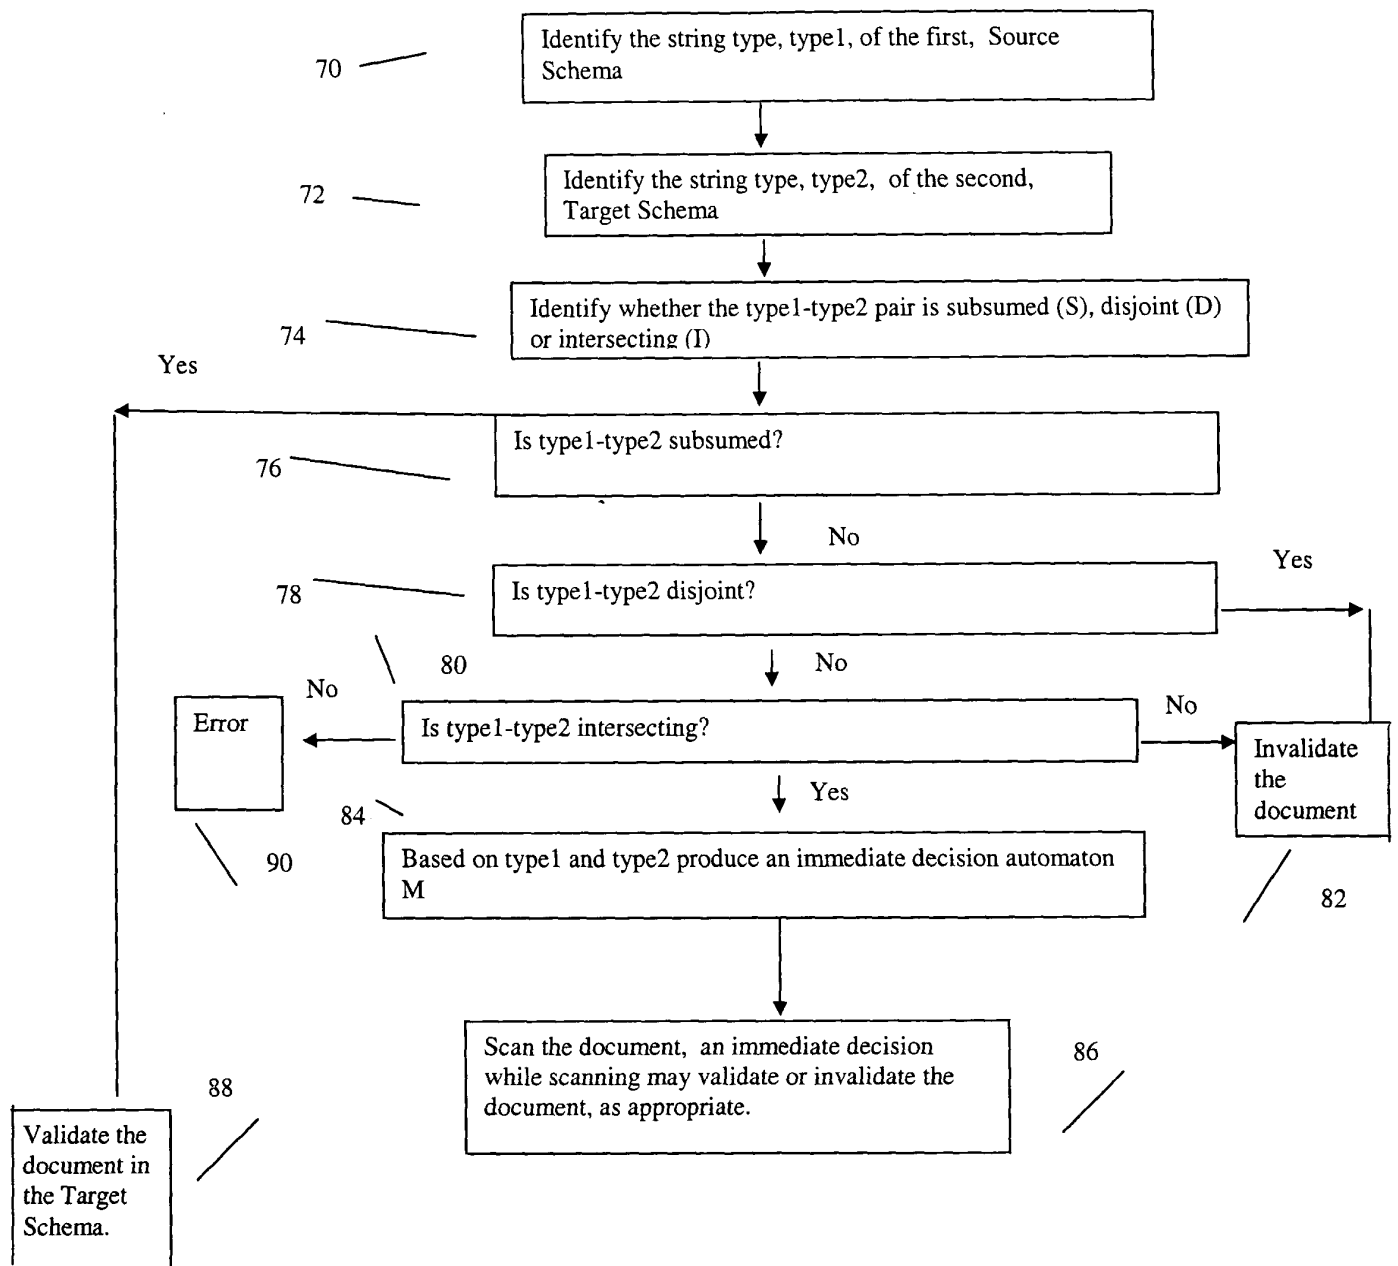 70
Identify the string type, type1, of the first, Source
Schema
72
Identify the string type, type2, of the second,
Target Schema
74
Identify whether the type1-type2 pair is subsumed (S), disjoint (D)
or intersecting (I)
Yes
76
Is type1-type2 subsumed?
No
78
Is type1-type2 disjoint?
Yes
80
No
No
Error
Is type1-type2 intersecting?
No
Invalidate
the
document
Yes
84
Based on type1 and type2 produce an immediate decision automaton
M
90
82
Scan the document, an immediate decision
while scanning may validate or invalidate the
document, as appropriate.
86
88
Validate the
document in
the Target
Schema.